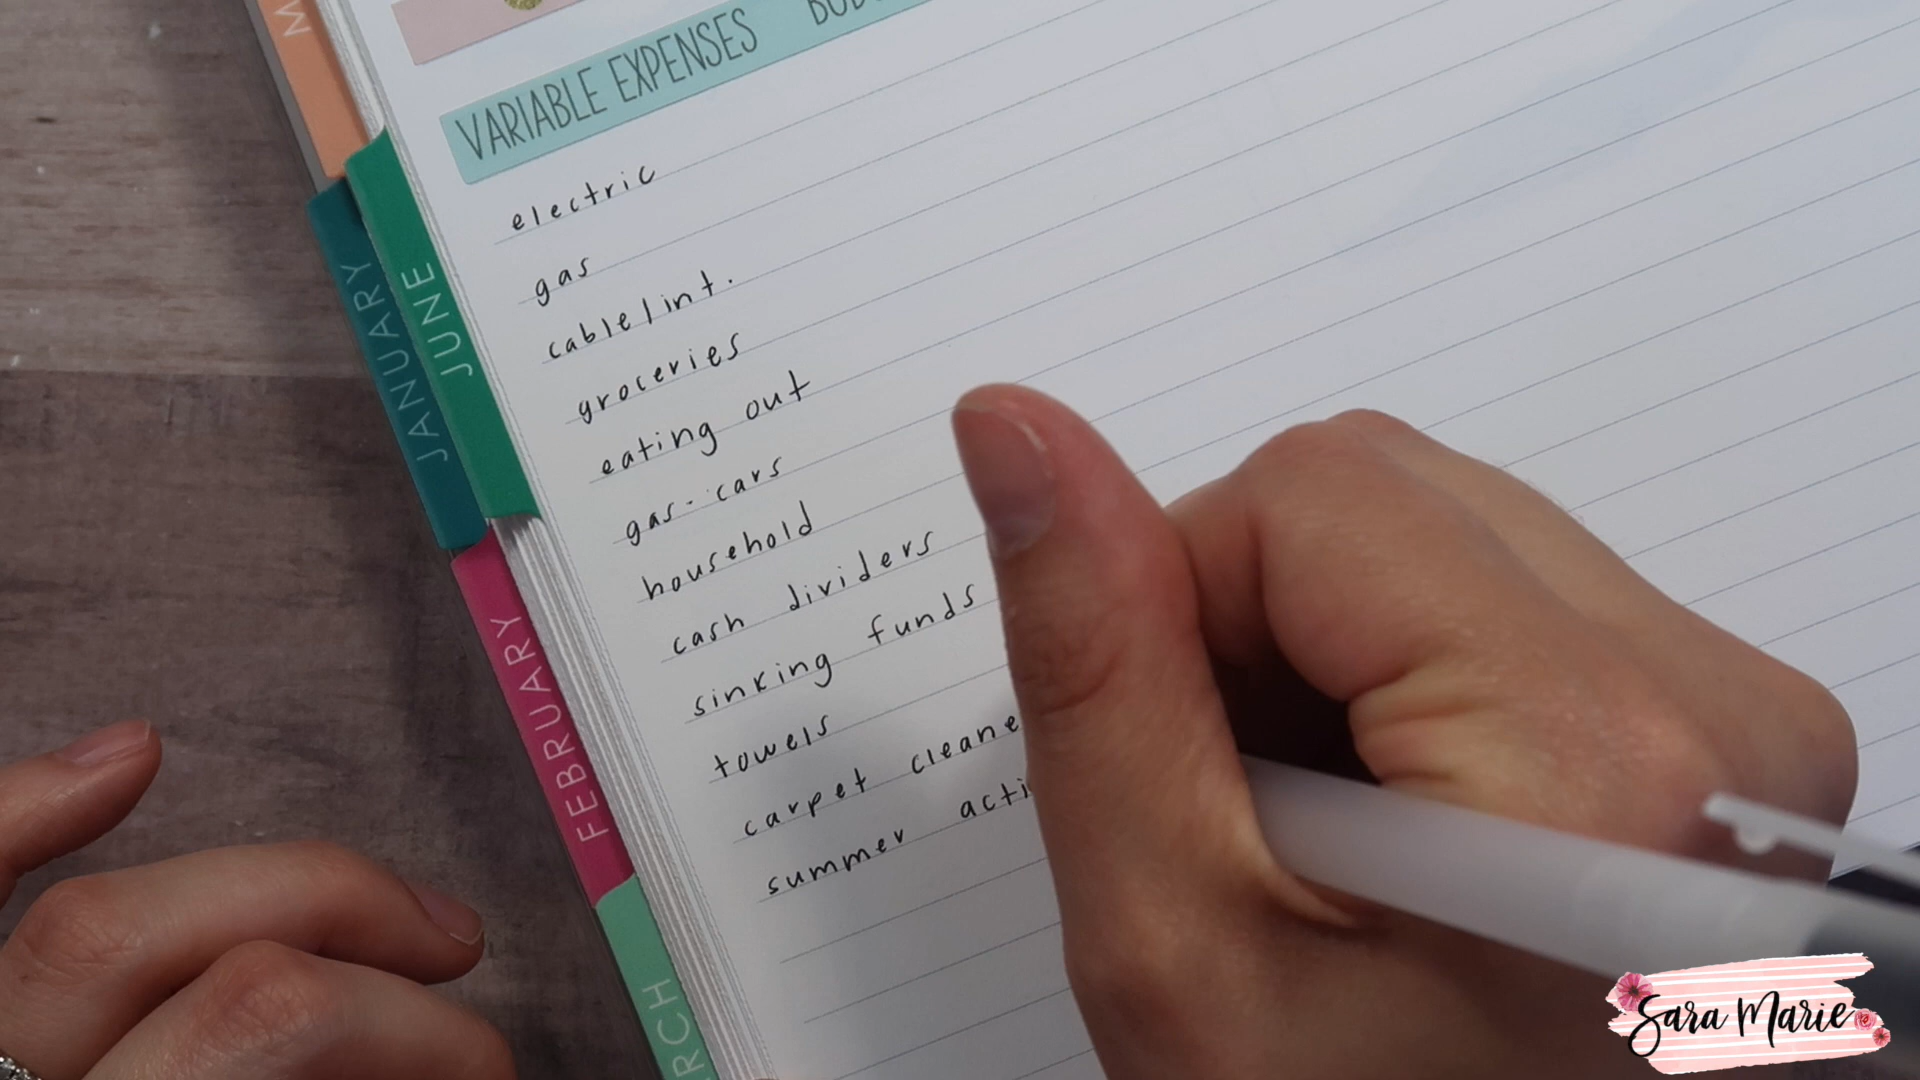 VARIABLE EXPENSES
electric
gas
cable/int.
groceries
eating out
gas-cars
household
cash dividers
sinking funds
towels
carpet
summer
JUNE
JANUARY
FEBRUARY
Sara Marie